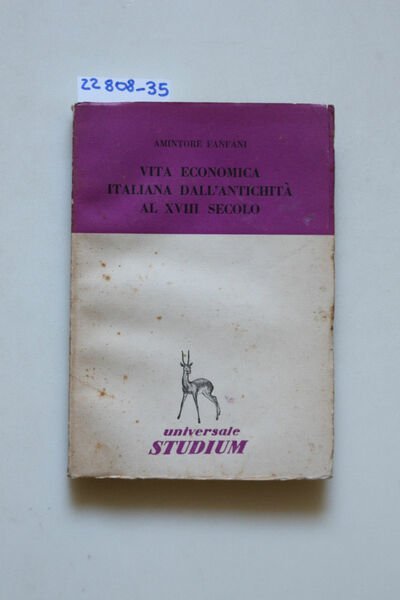 22808-35
AMINTORE FANFANI
VITA ECONOMICA
ITALIANA DALL'ANTICHITÀ
AL XVIII SECOLO
universale
STUDIUM